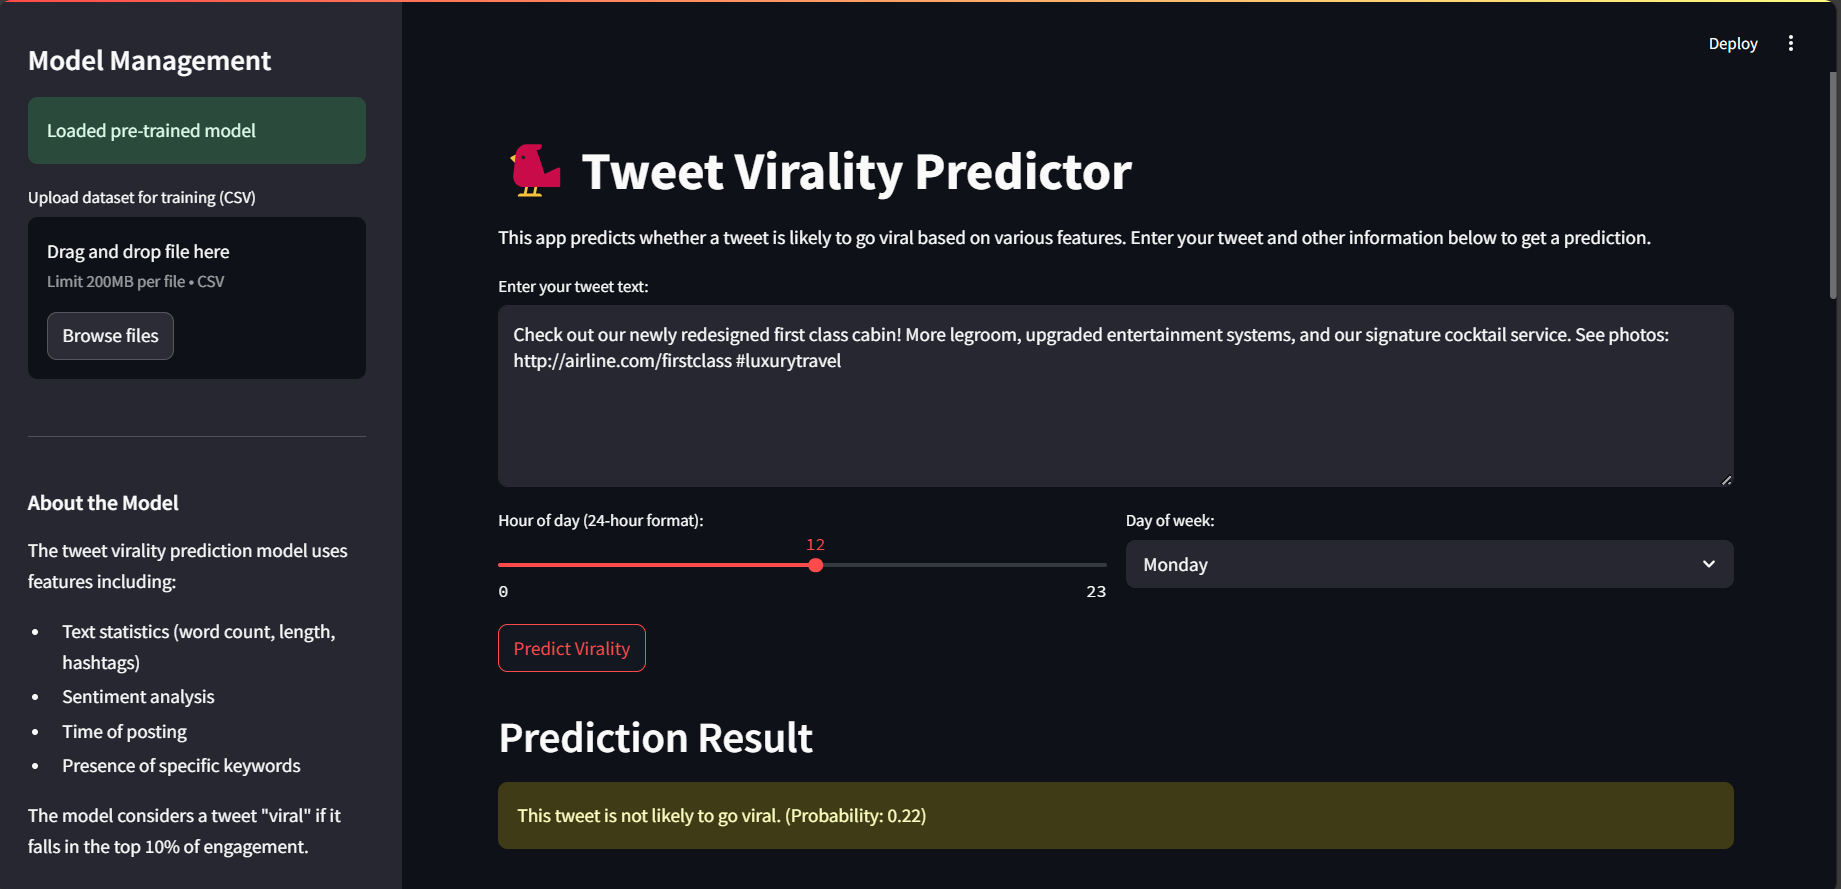 Model Management
Loaded pre-trained model
Upload dataset for training (CSV)
Drag and drop file here
Limit 200MB per file • CSV
Browse files
About the Model
The tweet virality prediction model uses
features including:
• Text statistics (word count, length,
hashtags)
• Sentiment analysis
• Time of posting
• Presence of specific keywords
The model considers a tweet "viral" if it
falls in the top 10% of engagement.
Deploy
Tweet Virality Predictor
This app predicts whether a tweet is likely to go viral based on various features. Enter your tweet and other information below to get a prediction.
Enter your tweet text:
Check out our newly redesigned first class cabin! More legroom, upgraded entertainment systems, and our signature cocktail service. See photos:
http://airline.com/firstclass #luxurytravel
Hour of day (24-hour format):
12
0 23
Day of week:
Monday
Predict Virality
Prediction Result
This tweet is not likely to go viral. (Probability: 0.22)